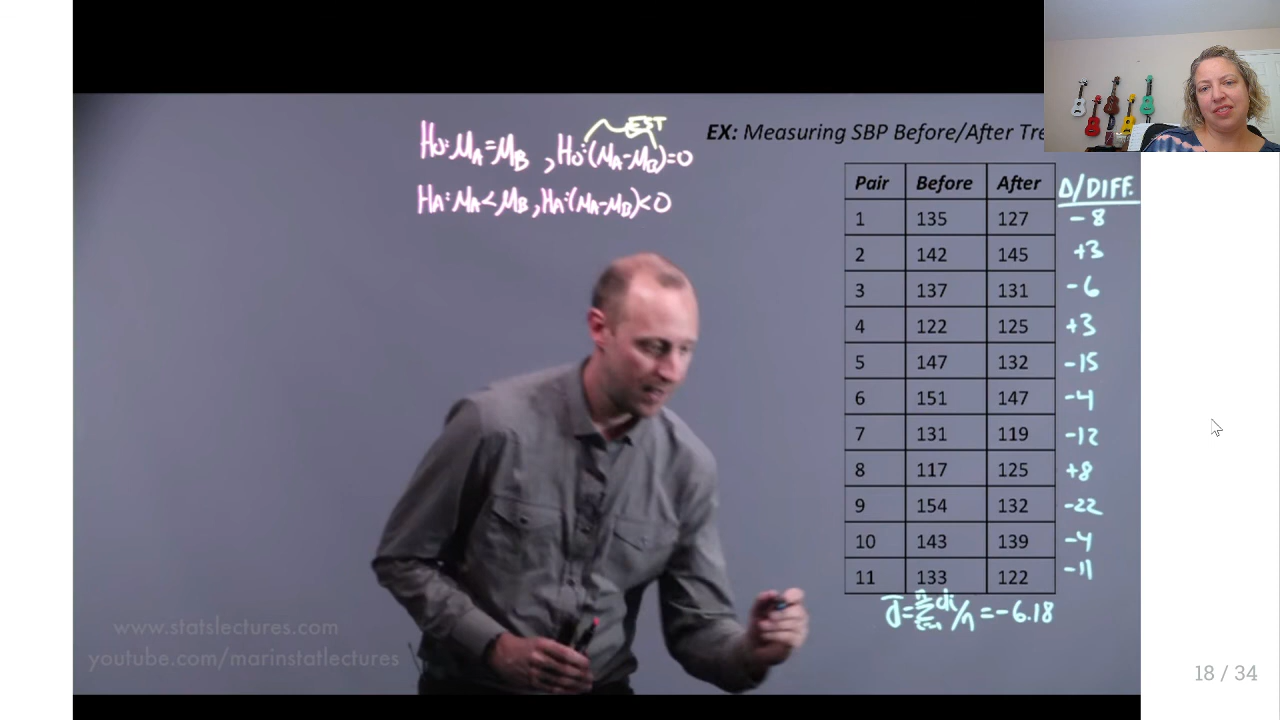 EST
H₀: μA = μB , H₀: (μA - μB) = 0
HA: μA < μB , HA: (μA - μB) < 0
EX: Measuring SBP Before/After Tre
Pair Before After Δ/DIFF.
1 135 127 -8
2 142 145 +3
3 137 131 -6
4 122 125 +3
5 147 132 -15
6 151 147 -4
7 131 119 -12
8 117 125 +8
9 154 132 -22
10 143 139 -4
11 133 122 -11
d̄ = Σ di / n = -6.18
www.statslectures.com
youtube.com/marinstatlectures
18 / 34